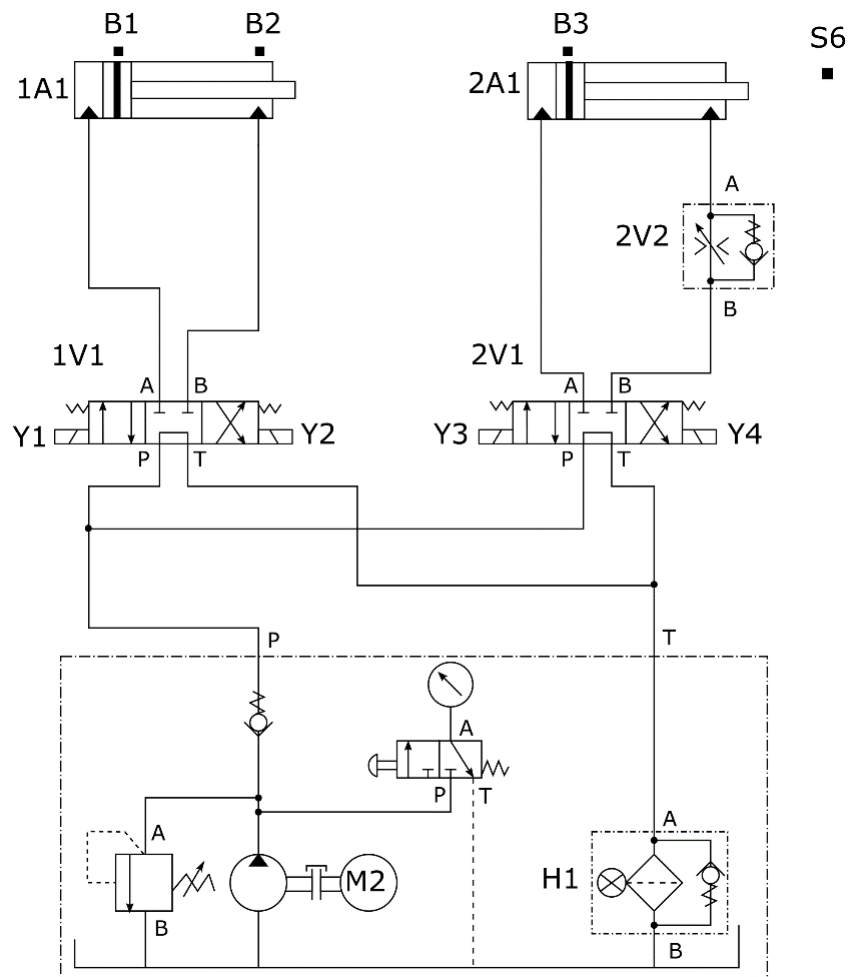 B1 B2 B3
S6
1A1 2A1
A
2V2
B
1V1 2V1
A B A B
Y1 Y2 Y3 Y4
P T P T
P T
A
P T
A A
M2
H1
B
B